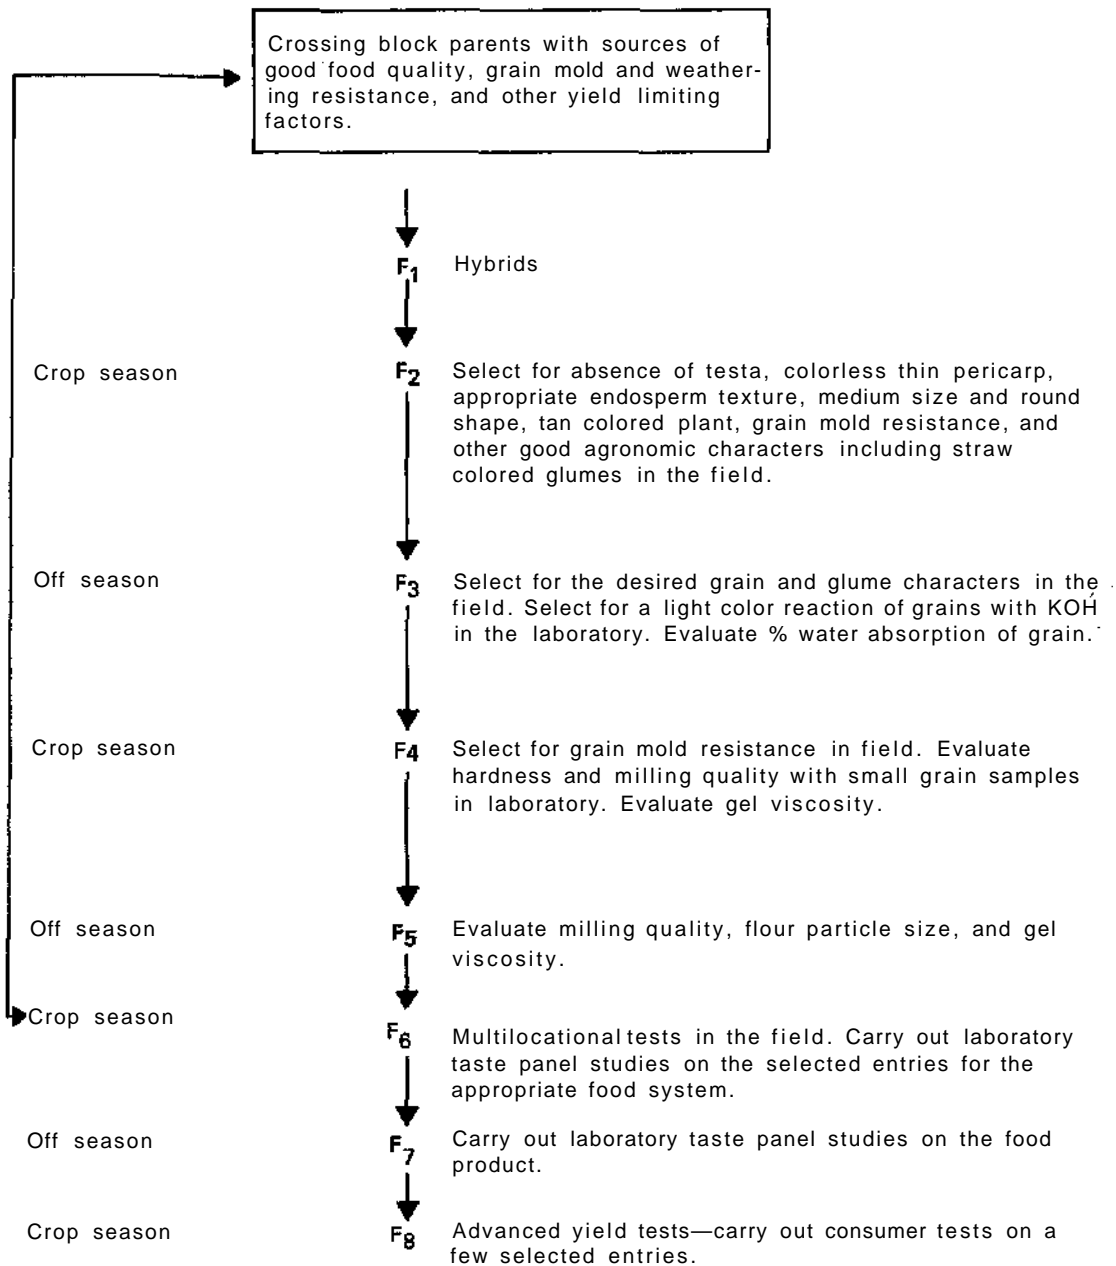 Crossing block parents with sources of
good food quality, grain mold and weather-
ing resistance, and other yield limiting
factors.
F1 Hybrids
Crop season F2 Select for absence of testa, colorless thin pericarp,
appropriate endosperm texture, medium size and round
shape, tan colored plant, grain mold resistance, and
other good agronomic characters including straw
colored glumes in the field.
Off season F3 Select for the desired grain and glume characters in the
field. Select for a light color reaction of grains with KOH
in the laboratory. Evaluate % water absorption of grain.
Crop season F4 Select for grain mold resistance in field. Evaluate
hardness and milling quality with small grain samples
in laboratory. Evaluate gel viscosity.
Off season F5 Evaluate milling quality, flour particle size, and gel
viscosity.
Crop season F6 Multilocational tests in the field. Carry out laboratory
taste panel studies on the selected entries for the
appropriate food system.
Off season F7 Carry out laboratory taste panel studies on the food
product.
Crop season F8 Advanced yield tests—carry out consumer tests on a
few selected entries.